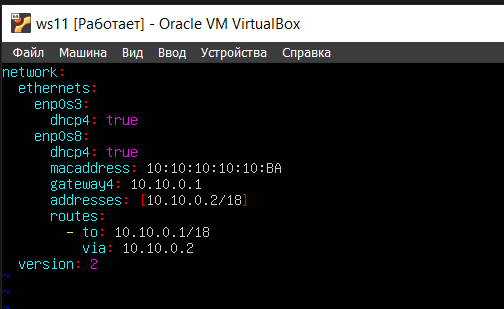 ws11 [Работает] - Oracle VM VirtualBox
Файл Машина Вид Ввод Устройства Справка
network:
  ethernets:
    enp0s3:
      dhcp4: true
    enp0s8:
      dhcp4: true
      macaddress: 10:10:10:10:10:BA
      gateway4: 10.10.0.1
      addresses: [10.10.0.2/18]
      routes:
        - to: 10.10.0.1/18
          via: 10.10.0.2
  version: 2
~
~